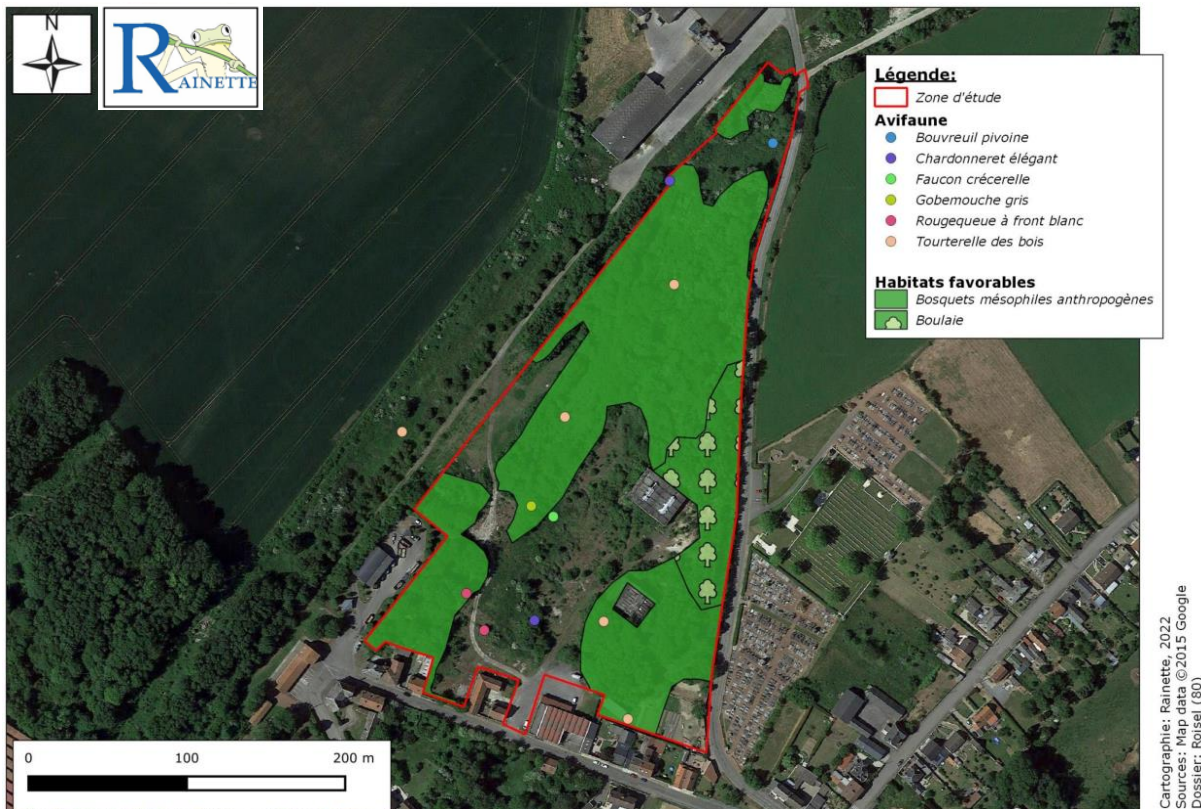 N
RAINETTE
Légende:
Zone d'étude
Avifaune
Bouvreuil pivoine
Chardonneret élégant
Faucon crécerelle
Gobemouche gris
Rougequeue à front blanc
Tourterelle des bois
Habitats favorables
Bosquets mésophiles anthropogènes
Boulaie
0 100 200 m
Cartographie: Rainette, 2022
Sources: Map data ©2015 Google
Dossier: Roisel (80)